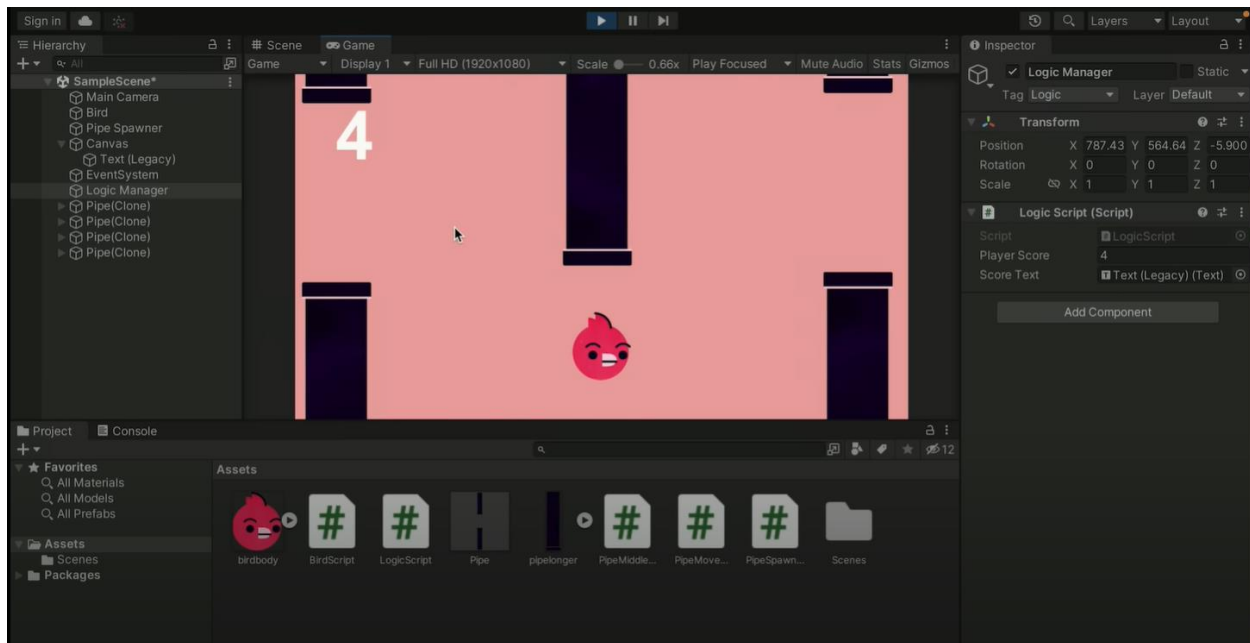 Sign in
Layers
Layout
Hierarchy
All
SampleScene*
Main Camera
Bird
Pipe Spawner
Canvas
Text (Legacy)
EventSystem
Logic Manager
Pipe(Clone)
Pipe(Clone)
Pipe(Clone)
Pipe(Clone)
# Scene
Game
Game Display 1 Full HD (1920x1080) Scale 0.66x Play Focused Mute Audio Stats Gizmos
4
Inspector
Logic Manager Static
Tag Logic Layer Default
Transform
Position X 787.43 Y 564.64 Z -5.900
Rotation X 0 Y 0 Z 0
Scale X 1 Y 1 Z 1
# Logic Script (Script)
Script LogicScript
Player Score 4
Score Text Text (Legacy) (Text)
Add Component
Project
Console
12
Favorites
All Materials
All Models
All Prefabs
Assets
Scenes
Packages
Assets
# # # # #
birdbody BirdScript LogicScript Pipe pipelonger PipeMiddle... PipeMove... PipeSpawn... Scenes